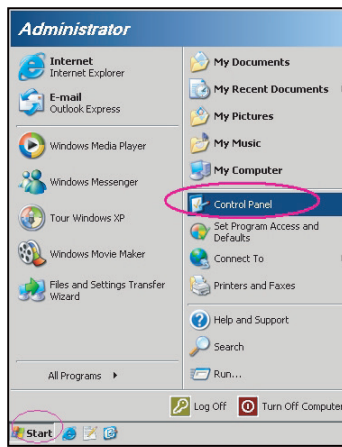 Administrator
Internet
Internet Explorer
E-mail
Outlook Express
Windows Media Player
Windows Messenger
Tour Windows XP
Windows Movie Maker
Files and Settings Transfer
Wizard
All Programs
My Documents
My Recent Documents
My Pictures
My Music
My Computer
Control Panel
Set Program Access and
Defaults
Connect To
Printers and Faxes
Help and Support
Search
Run...
Log Off
Turn Off Computer
Start